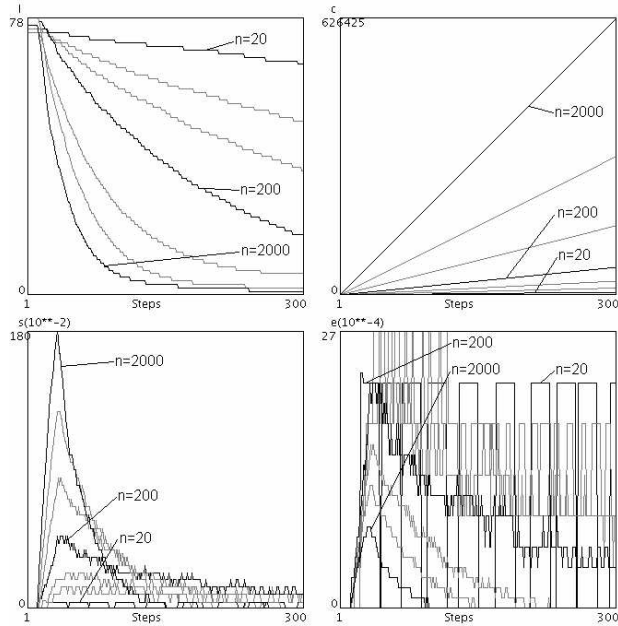 l
78
n=20
n=200
n=2000
0
1
Steps
300
c
626425
n=2000
n=200
n=20
0
1
Steps
300
s(10**-2)
180
n=2000
n=200
n=20
0
1
Steps
300
e(10**-4)
27
n=200
n=2000
n=20
0
1
Steps
300